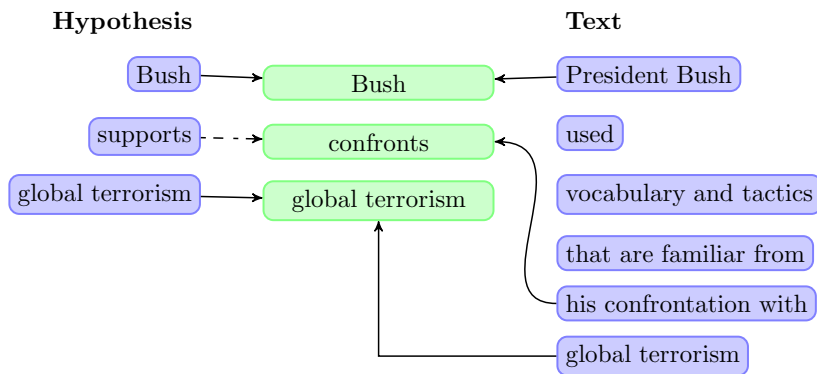 Hypothesis
Text
Bush
Bush
President Bush
supports
confronts
used
global terrorism
global terrorism
vocabulary and tactics
that are familiar from
his confrontation with
global terrorism